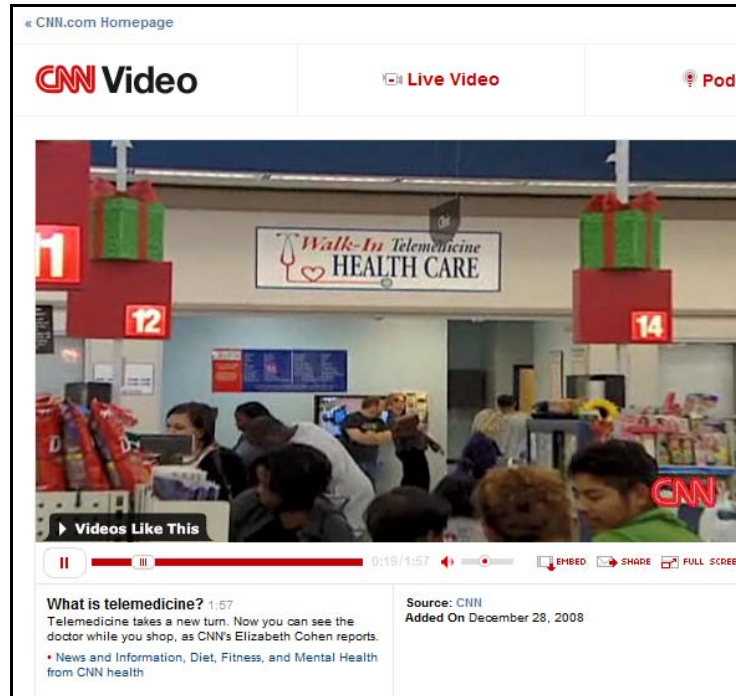 « CNN.com Homepage
CNN Video
Live Video
Pod
11
12
14
Walk-In Telemedicine
HEALTH CARE
CNN
Videos Like This
0:19/1:57
EMBED
SHARE
FULL SCREE
What is telemedicine? 1:57
Telemedicine takes a new turn. Now you can see the
doctor while you shop, as CNN's Elizabeth Cohen reports.
• News and Information, Diet, Fitness, and Mental Health
from CNN health
Source: CNN
Added On December 28, 2008